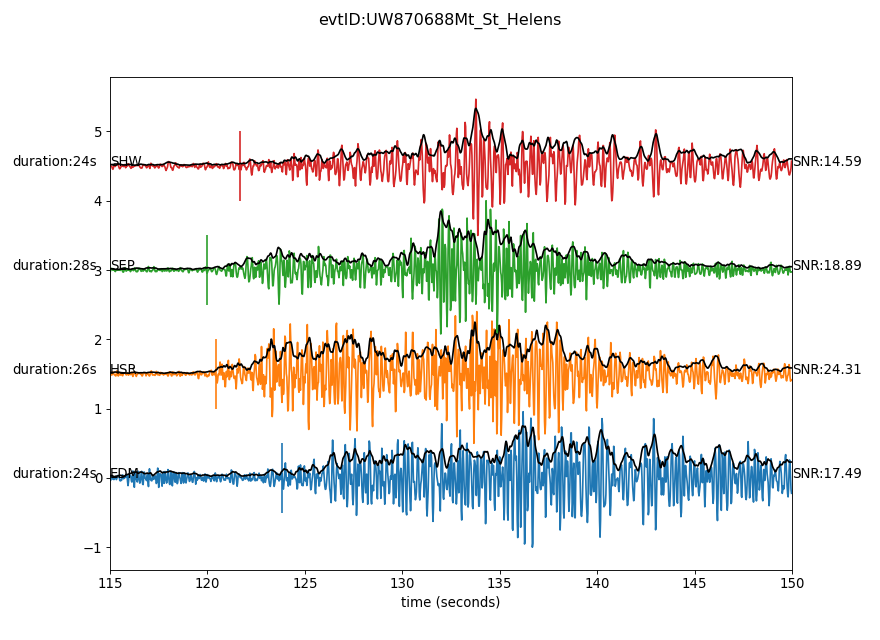 evtID:UW870688Mt_St_Helens
5
duration:24s SHW SNR:14.59
4
duration:28s 3 SEP SNR:18.89
2
duration:26s HSR SNR:24.31
1
duration:24s 0 EDM SNR:17.49
−1
115 120 125 130 135 140 145 150
time (seconds)